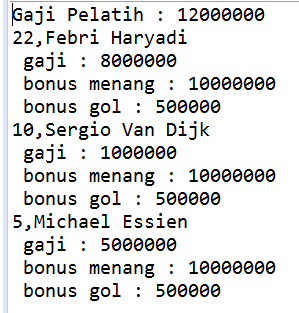 Gaji Pelatih : 12000000
22,Febri Haryadi
gaji : 8000000
bonus menang : 10000000
bonus gol : 500000
10,Sergio Van Dijk
gaji : 1000000
bonus menang : 10000000
bonus gol : 500000
5,Michael Essien
gaji : 5000000
bonus menang : 10000000
bonus gol : 500000